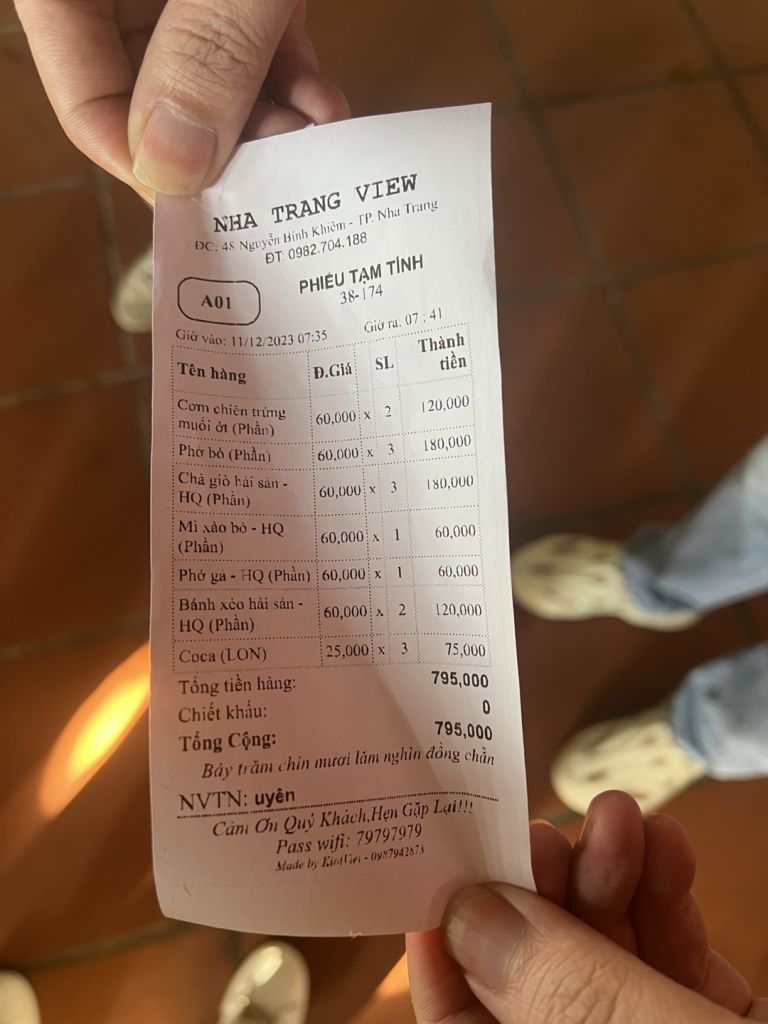 NHA TRANG VIEW
ĐC: 48 Nguyễn Bỉnh Khiêm - TP. Nha Trang
ĐT: 0982.704.188
PHIẾU TẠM TÍNH
A01
38-174
Giờ vào: 11/12/2023 07:35 Giờ ra: 07 : 41
Tên hàng Đ.Giá SL Thành tiền
Cơm chiên trứng 60,000 x 2 120,000
muối ớt (Phần)
Phở bò (Phần) 60,000 x 3 180,000
Chả giò hải sản - 60,000 x 3 180,000
HQ (Phần)
Mì xào bò - HQ 60,000 x 1 60,000
(Phần)
Phở gà - HQ (Phần) 60,000 x 1 60,000
Bánh xèo hải sản - 60,000 x 2 120,000
HQ (Phần)
Coca (LON) 25,000 x 3 75,000
Tổng tiền hàng: 795,000
Chiết khấu: 0
Tổng Cộng: 795,000
Bảy trăm chín mươi lăm nghìn đồng chẵn
NVTN: uyên
Cảm Ơn Quý Khách,Hẹn Gặp Lại!!!
Pass wifi: 79797979
Made by KiotViet - 0987942873